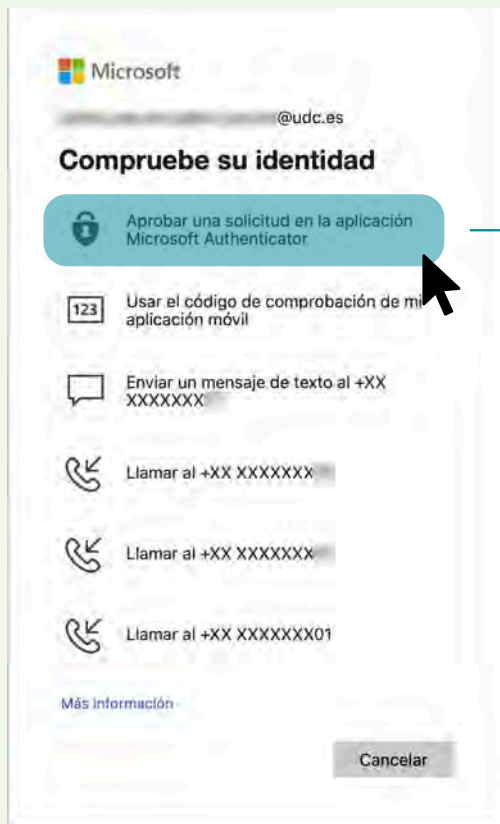 Microsoft
@udc.es
Compruebe su identidad
Aprobar una solicitud en la aplicación
Microsoft Authenticator
123
Usar el código de comprobación de mi
aplicación móvil
Enviar un mensaje de texto al +XX
XXXXXXX
Llamar al +XX XXXXXXX
Llamar al +XX XXXXXXX
Llamar al +XX XXXXXXX01
Más información
Cancelar